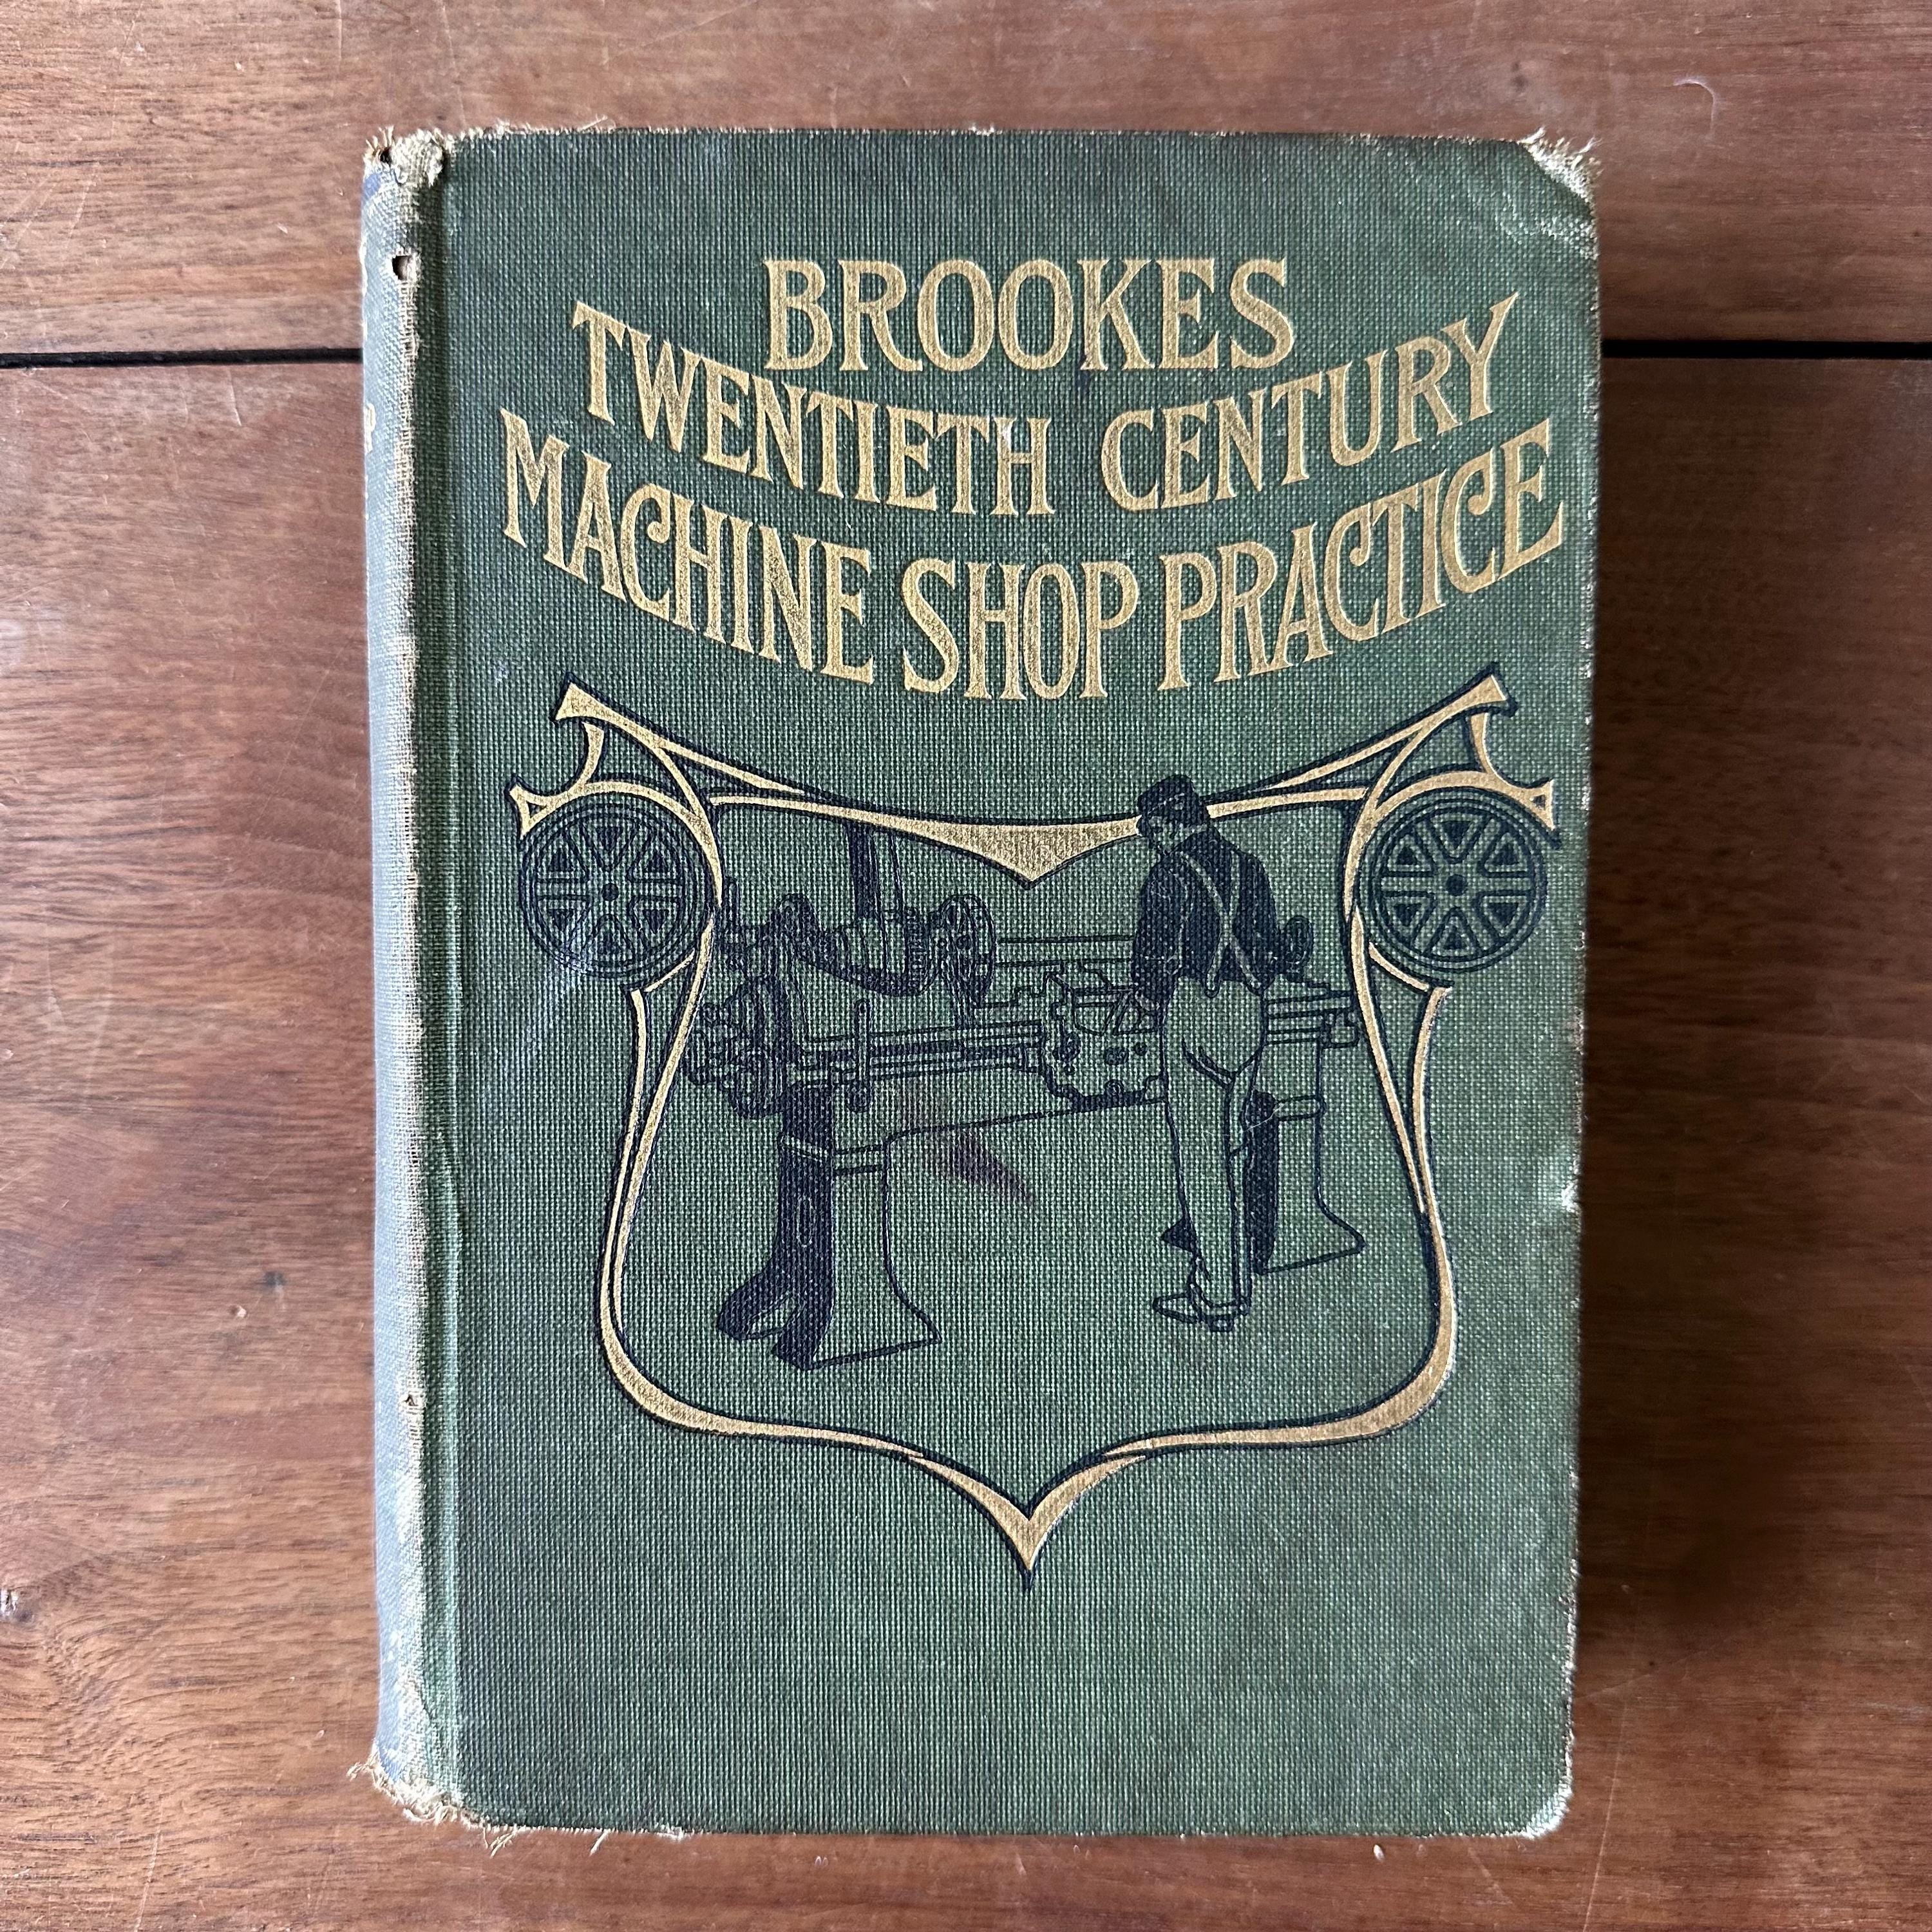 BROOKES
TWENTIETH CENTURY
MACHINE SHOP PRACTICE